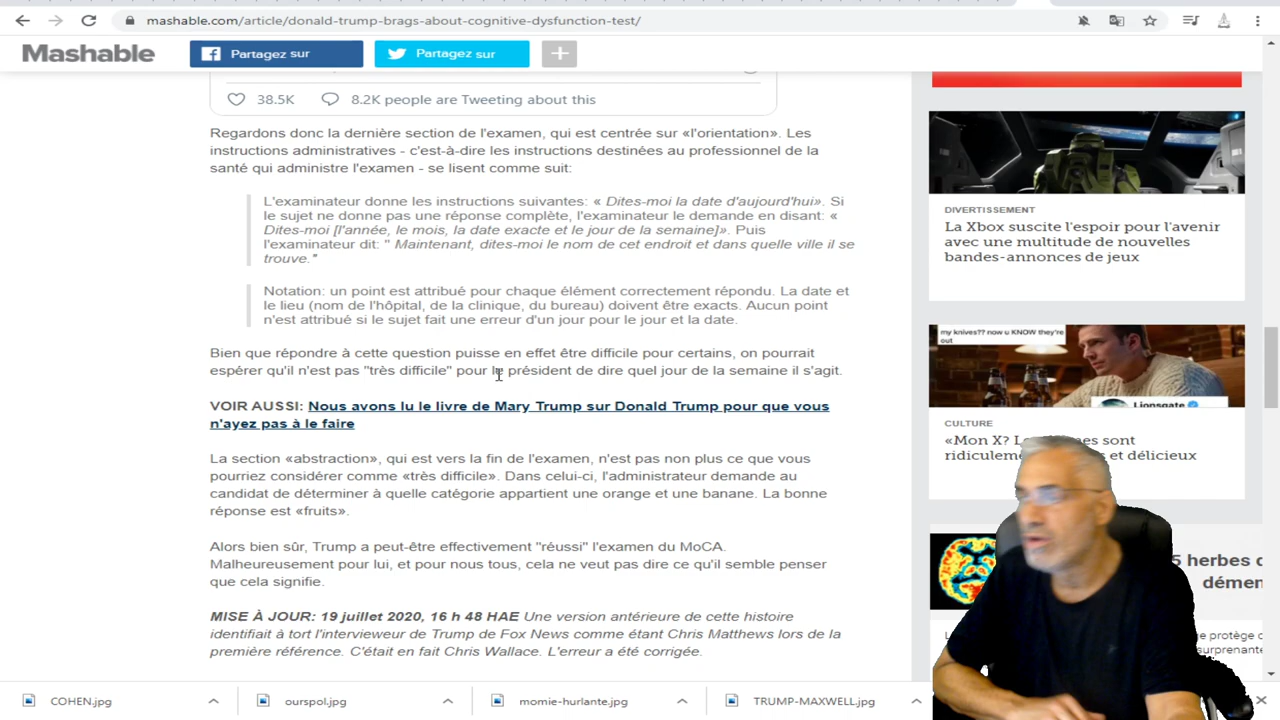 mashable.com/article/donald-trump-brags-about-cognitive-dysfunction-test/
Mashable
Partagez sur
Partagez sur
38.5K
8.2K people are Tweeting about this
Regardons donc la dernière section de l'examen, qui est centrée sur «l'orientation». Les
instructions administratives - c'est-à-dire les instructions destinées au professionnel de la
santé qui administre l'examen - se lisent comme suit:
L'examinateur donne les instructions suivantes: « Dites-moi la date d'aujourd'hui». Si
le sujet ne donne pas une réponse complète, l'examinateur le demande en disant: «
Dites-moi [l'année, le mois, la date exacte et le jour de la semaine]». Puis
l'examinateur dit: " Maintenant, dites-moi le nom de cet endroit et dans quelle ville il se
trouve."
Notation: un point est attribué pour chaque élément correctement répondu. La date et
le lieu (nom de l'hôpital, de la clinique, du bureau) doivent être exacts. Aucun point
n'est attribué si le sujet fait une erreur d'un jour pour le jour et la date.
Bien que répondre à cette question puisse en effet être difficile pour certains, on pourrait
espérer qu'il n'est pas "très difficile" pour le président de dire quel jour de la semaine il s'agit.
VOIR AUSSI: Nous avons lu le livre de Mary Trump sur Donald Trump pour que vous
n'ayez pas à le faire
La section «abstraction», qui est vers la fin de l'examen, n'est pas non plus ce que vous
pourriez considérer comme «très difficile». Dans celui-ci, l'administrateur demande au
candidat de déterminer à quelle catégorie appartient une orange et une banane. La bonne
réponse est «fruits».
Alors bien sûr, Trump a peut-être effectivement "réussi" l'examen du MoCA.
Malheureusement pour lui, et pour nous tous, cela ne veut pas dire ce qu'il semble penser
que cela signifie.
MISE À JOUR: 19 juillet 2020, 16 h 48 HAE Une version antérieure de cette histoire
identifiait à tort l'intervieweur de Trump de Fox News comme étant Chris Matthews lors de la
première référence. C'était en fait Chris Wallace. L'erreur a été corrigée.
DIVERTISSEMENT
La Xbox suscite l'espoir pour l'avenir
avec une multitude de nouvelles
bandes-annonces de jeux
my knives?? now u KNOW they're
out
Lionsgate
CULTURE
«Mon X? sont
et délicieux
5 herbes
protège
surprenante
COHEN.jpg
ourspol.jpg
momie-hurlante.jpg
TRUMP-MAXWELL.jpg